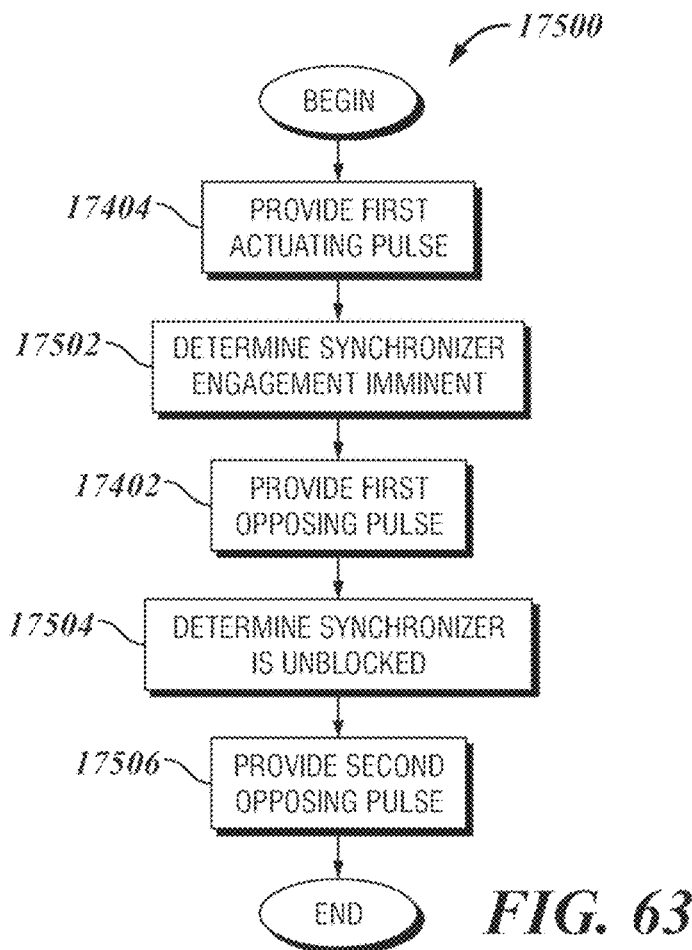 17500
BEGIN
17404
PROVIDE FIRST
ACTUATING PULSE
17502
DETERMINE SYNCHRONIZER
ENGAGEMENT IMMINENT
17402
PROVIDE FIRST
OPPOSING PULSE
17504
DETERMINE SYNCHRONIZER
IS UNBLOCKED
17506
PROVIDE SECOND
OPPOSING PULSE
END
FIG. 63